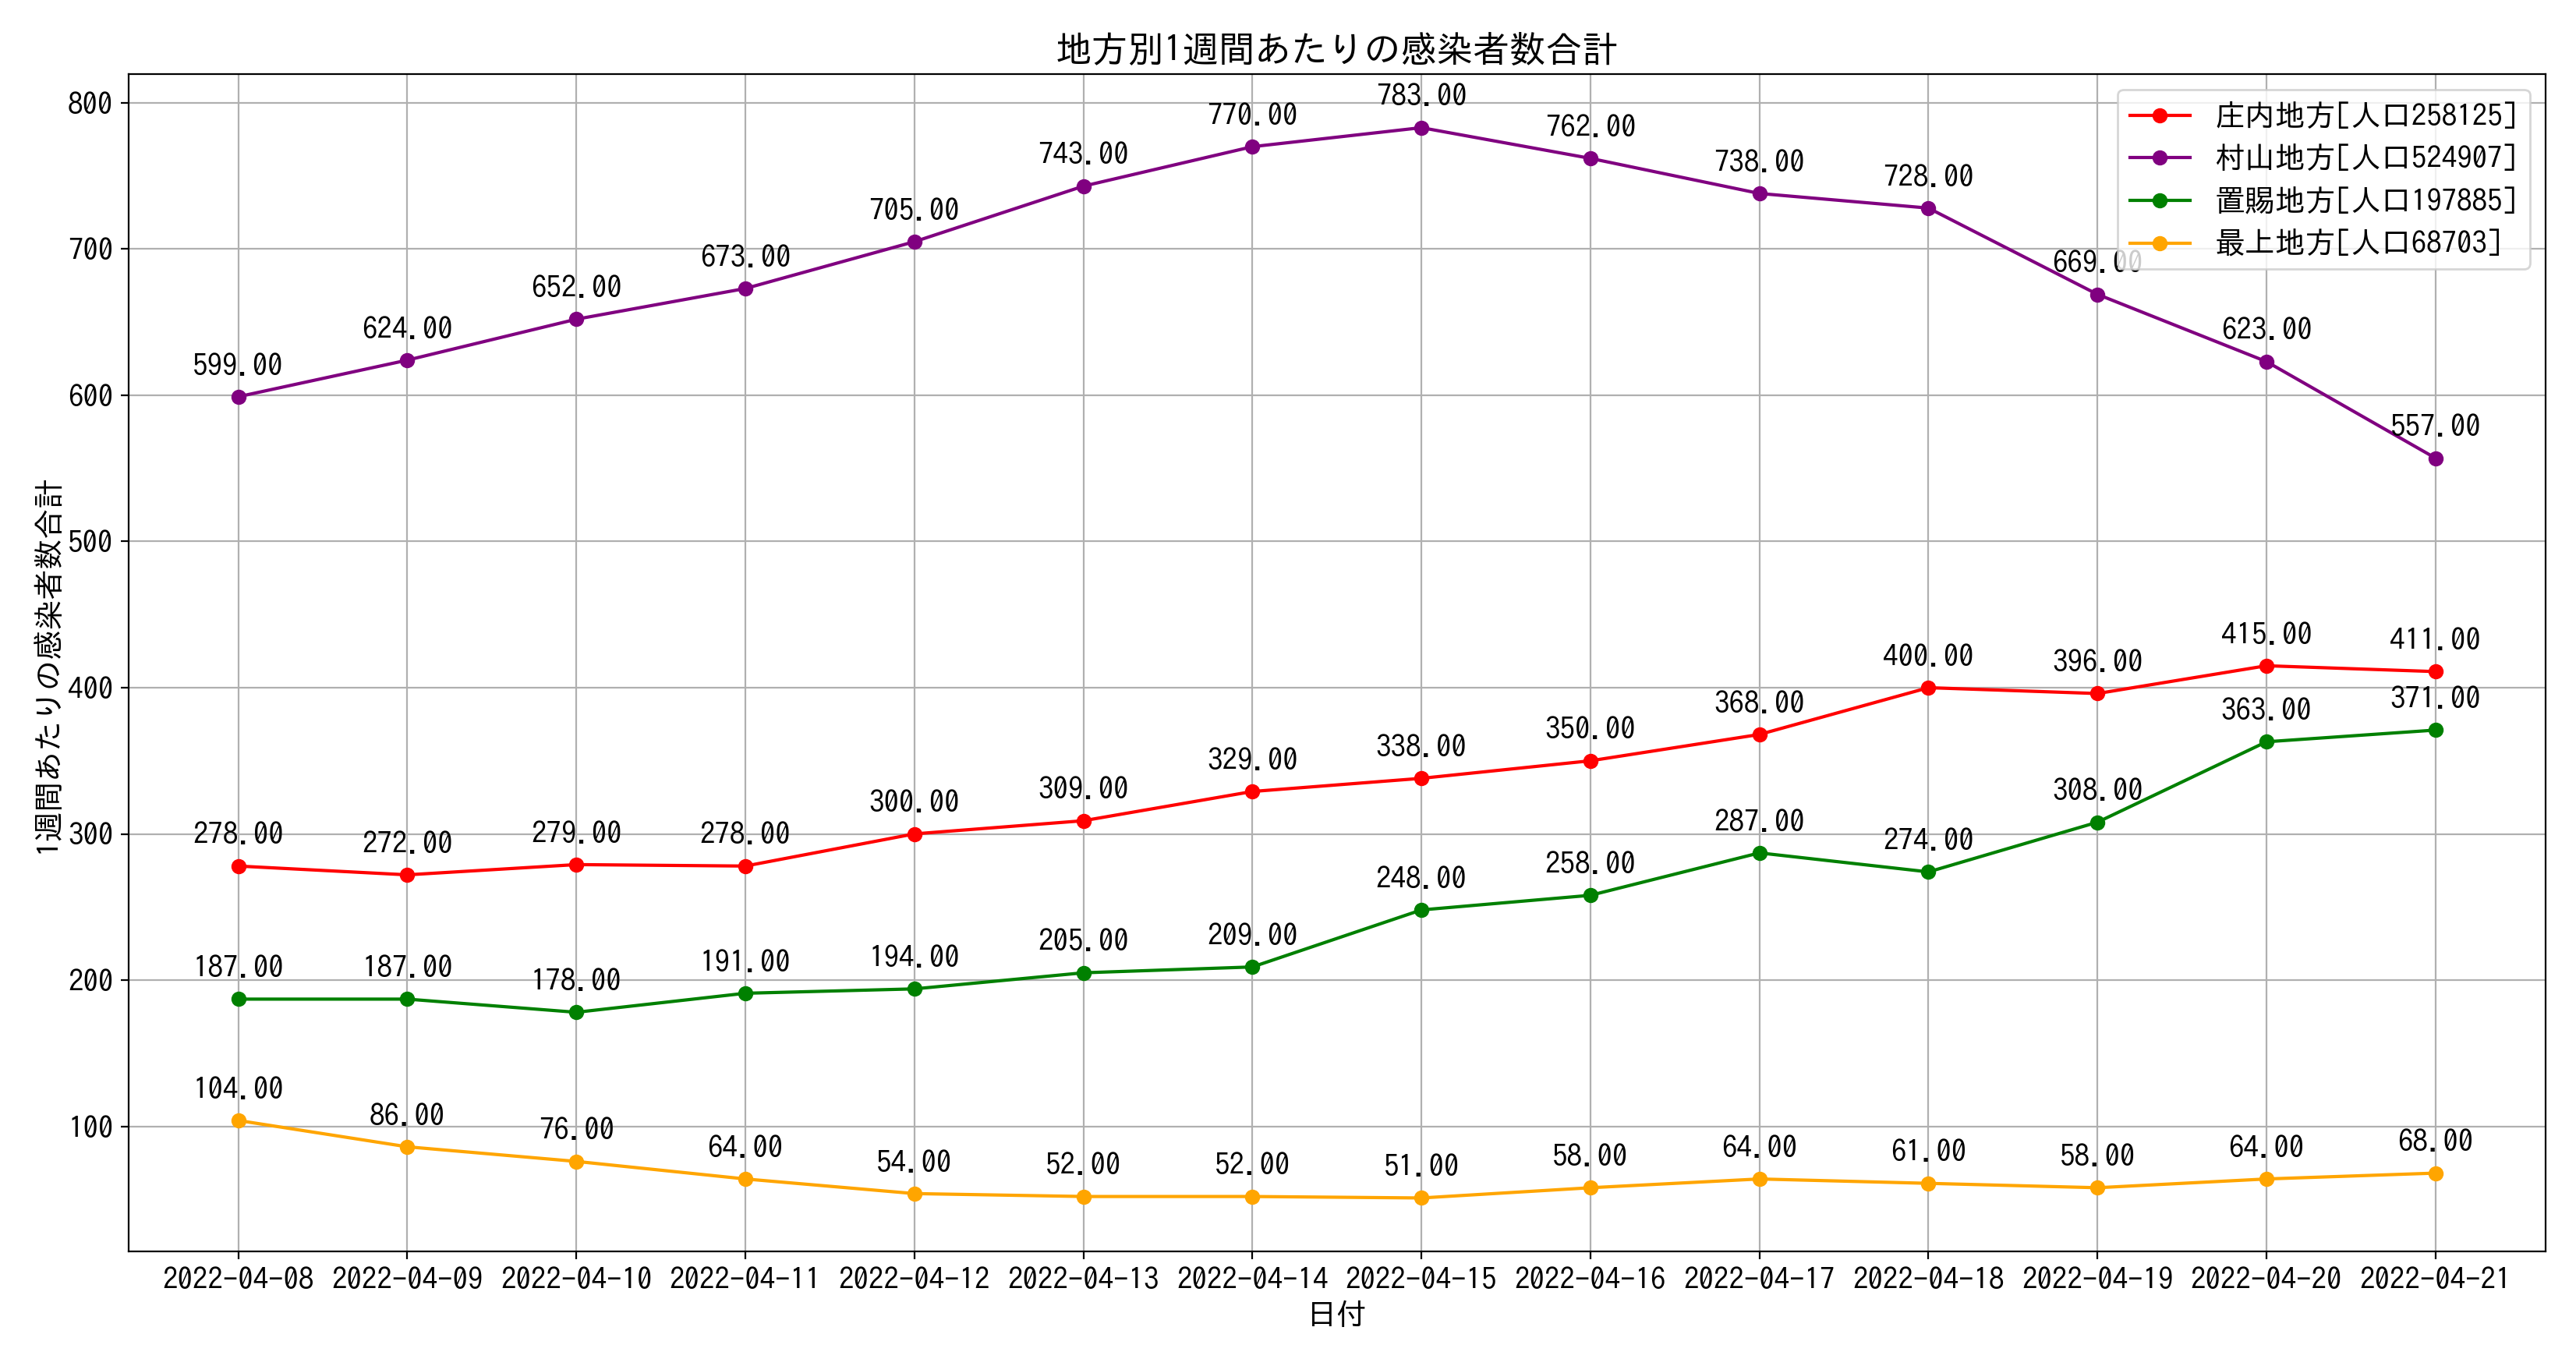 地方別1週間あたりの感染者数合計
1週間あたりの感染者数合計
800
700
600
500
400
300
200
100
庄内地方[人口258125]
村山地方[人口524907]
置賜地方[人口197885]
最上地方[人口68703]
599.00 624.00 652.00 673.00 705.00 743.00 770.00 783.00 762.00 738.00 728.00 669.00 623.00 557.00
278.00 272.00 279.00 278.00 300.00 309.00 329.00 338.00 350.00 368.00 400.00 396.00 415.00 411.00
187.00 187.00 178.00 191.00 194.00 205.00 209.00 248.00 258.00 287.00 274.00 308.00 363.00 371.00
104.00 86.00 76.00 64.00 54.00 52.00 52.00 51.00 58.00 64.00 61.00 58.00 64.00 68.00
2022-04-08 2022-04-09 2022-04-10 2022-04-11 2022-04-12 2022-04-13 2022-04-14 2022-04-15 2022-04-16 2022-04-17 2022-04-18 2022-04-19 2022-04-20 2022-04-21
日付